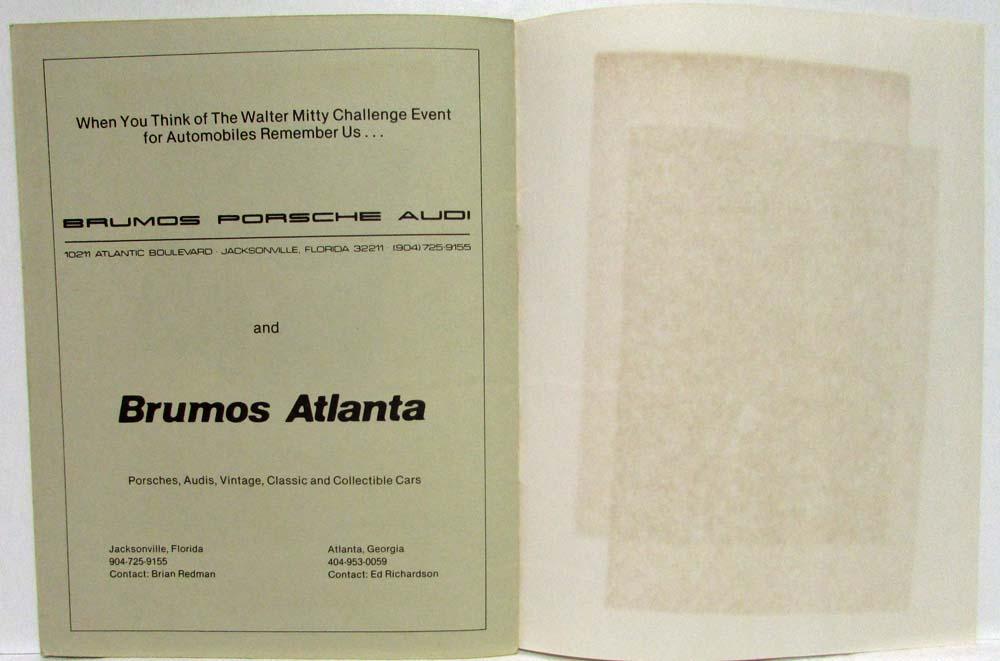 When You Think of The Walter Mitty Challenge Event
for Automobiles Remember Us . . .
BRUMOS PORSCHE AUDI
10211 ATLANTIC BOULEVARD · JACKSONVILLE, FLORIDA 32211 · (904) 725-9155
and
Brumos Atlanta
Porsches, Audis, Vintage, Classic and Collectible Cars
Jacksonville, Florida
904-725-9155
Contact: Brian Redman
Atlanta, Georgia
404-953-0059
Contact: Ed Richardson